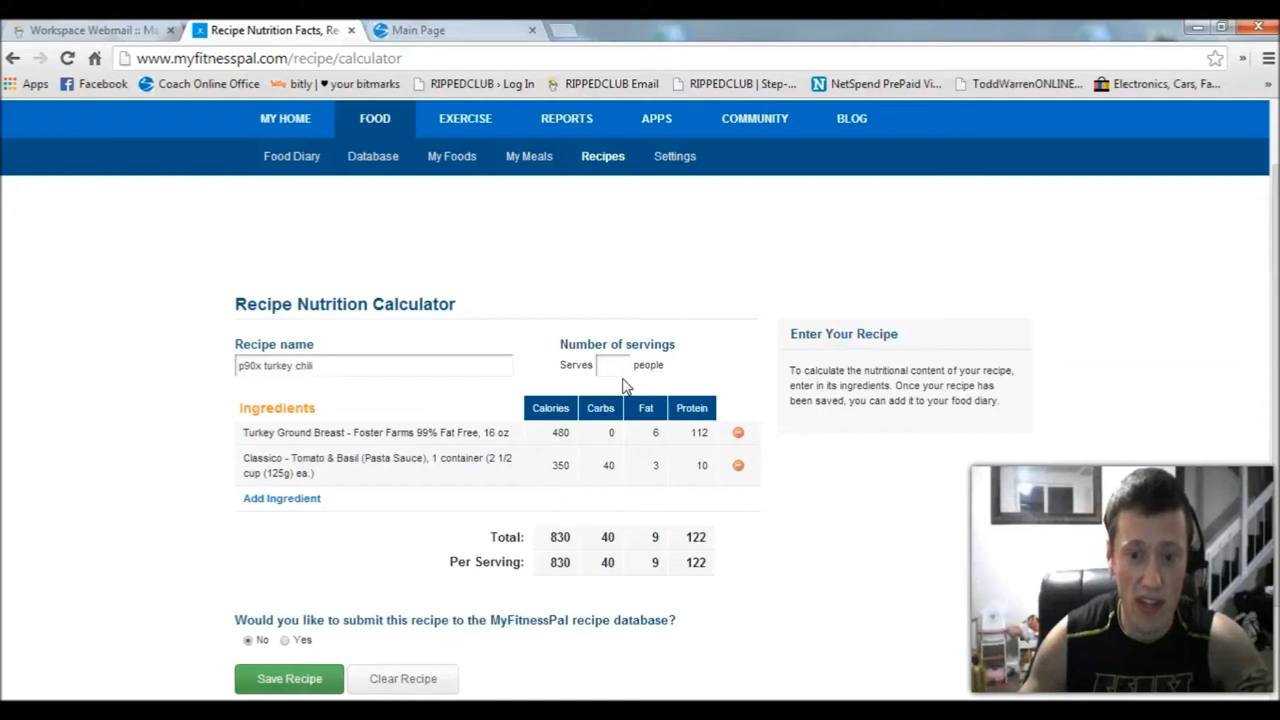 Workspace Webmail :: Ma
Recipe Nutrition Facts, Re
Main Page
www.myfitnesspal.com/recipe/calculator
Apps
Facebook
Coach Online Office
bitly | ♥ your bitmarks
RIPPEDCLUB › Log In
RIPPEDCLUB Email
RIPPEDCLUB | Step-...
NetSpend PrePaid Vi...
ToddWarrenONLINE...
Electronics, Cars, Fa...
MY HOME
FOOD
EXERCISE
REPORTS
APPS
COMMUNITY
BLOG
Food Diary
Database
My Foods
My Meals
Recipes
Settings
Recipe Nutrition Calculator
Recipe name
p90x turkey chili
Number of servings
Serves people
Ingredients Calories Carbs Fat Protein
Turkey Ground Breast - Foster Farms 99% Fat Free, 16 oz 480 0 6 112
Classico - Tomato & Basil (Pasta Sauce), 1 container (2 1/2
cup (125g) ea.) 350 40 3 10
Add Ingredient
Total: 830 40 9 122
Per Serving: 830 40 9 122
Would you like to submit this recipe to the MyFitnessPal recipe database?
No Yes
Save Recipe
Clear Recipe
Enter Your Recipe
To calculate the nutritional content of your recipe,
enter in its ingredients. Once your recipe has
been saved, you can add it to your food diary.